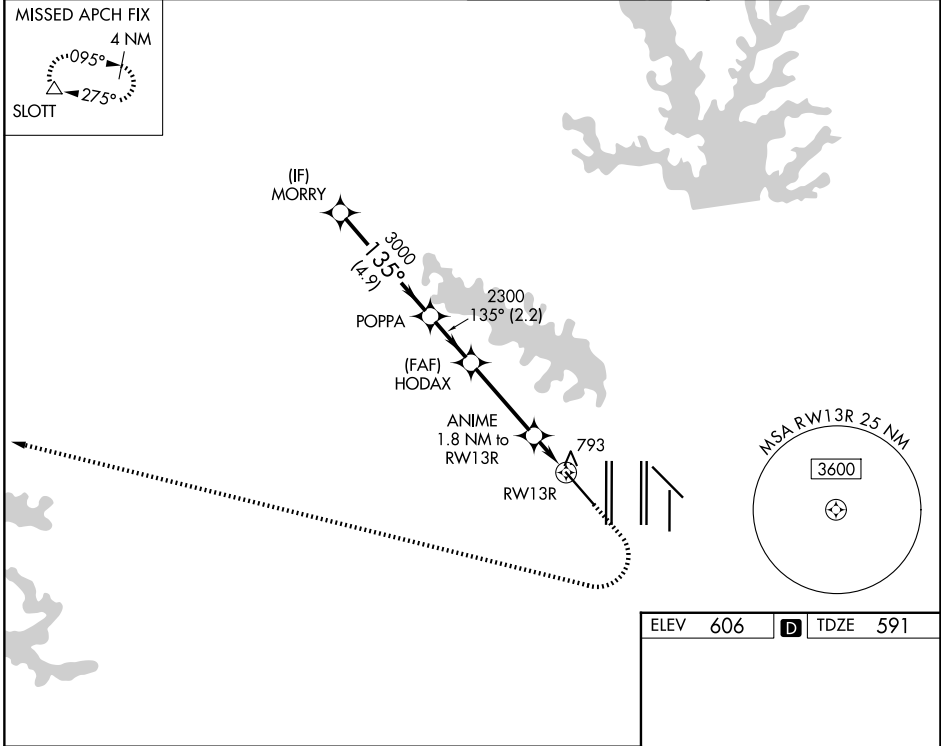 MISSED APCH FIX
4 NM
095°
275°
SLOTT
(IF)
MORRY
3000
135°
(4.9)
POPPA
2300
135° (2.2)
(FAF)
HODAX
ANIME
1.8 NM to
RW13R
793
RW13R
MSA RW13R 25 NM
3600
ELEV 606 D TDZE 591